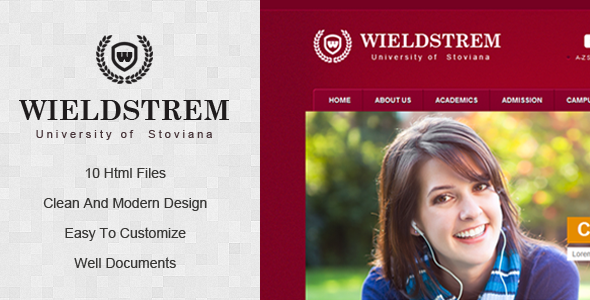 W
WIELDSTREM
University of Stoviana
10 Html Files
Clean And Modern Design
Easy To Customize
Well Documents
W
WIELDSTREM
University of Stoviana
A-Z
HOME ABOUT US ACADEMICS ADMISSION CAMPU
C
Lorem